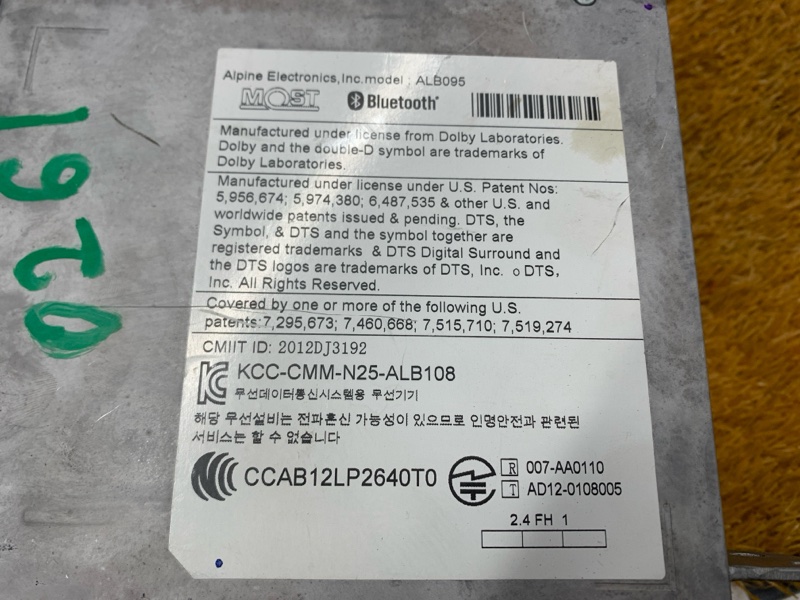 Alpine Electronics,Inc.model ; ALB095
MOST Bluetooth
Manufactured under license from Dolby Laboratories.
Dolby and the double-D symbol are trademarks of
Dolby Laboratories.
Manufactured under license under U.S. Patent Nos:
5,956,674; 5,974,380; 6,487,535 & other U.S. and
worldwide patents issued & pending. DTS, the
Symbol, & DTS and the symbol together are
registered trademarks & DTS Digital Surround and
the DTS logos are trademarks of DTS, Inc. o DTS,
Inc. All Rights Reserved.
Covered by one or more of the following U.S.
patents:7,295,673; 7,460,668; 7,515,710; 7,519,274
CMIIT ID: 2012DJ3192
KCC-CMM-N25-ALB108
무선데이터통신시스템용 무선기기
해당 무선설비는 전파혼신 가능성이 있으므로 인명안전과 관련된
서비스는 할 수 없습니다
CCAB12LP2640T0
R 007-AA0110
T AD12-0108005
2.4 FH 1
0261